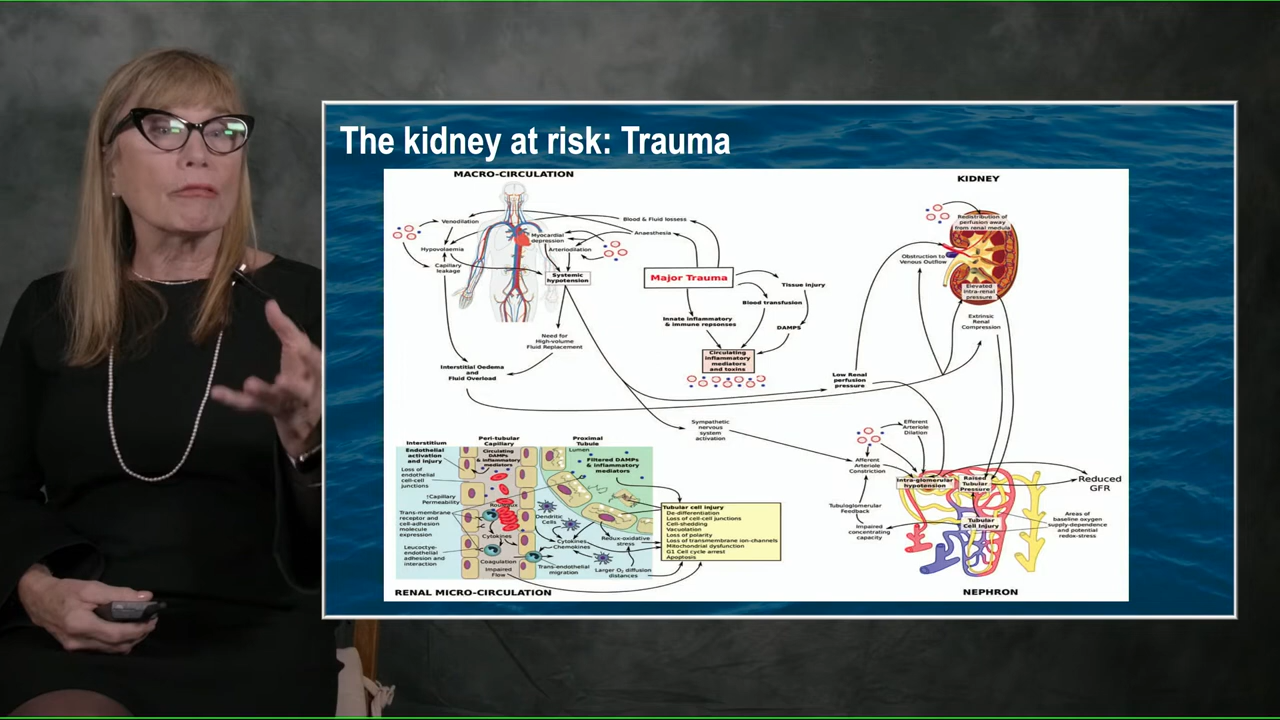 The kidney at risk: Trauma
MACRO-CIRCULATION
Venodilation
Hypovolaemia
Capillary
leakage
Myocardial
depression
Arteriodilation
Systemic
hypotension
Blood & Fluid lossess
Anaesthesia
Major Trauma
Tissue injury
Blood transfusion
Innate inflammatory
& immune repsonses
DAMPS
Circulating
inflammatory
mediators
and toxins
Need for
High-volume
Fluid Replacement
Interstitial Oedema
and
Fluid Overload
KIDNEY
Redistribution of
perfusion away
from renal medula
Obstruction to
Venous Outflow
Elevated
intra-renal
pressure
Extrinsic
Renal
Compression
Low Renal
perfusion
pressure
Sympathetic
nervous
system
activation
Efferent
Arteriole
Dilation
Afferent
Arteriole
Constriction
Intra-glomerular
hypotension
Raised
Tubular
Pressure
Reduced
GFR
Tubuloglomerular
Feedback
Impaired
concentrating
capacity
Tubular
Cell Injury
Areas of
baseline oxygen
supply-dependence
and potential
redox-stress
NEPHRON
Interstitium
Endothelial
activation
and injury
Loss of
endothelial
cell-cell
junctions
↑Capillary
Permeability
Trans-membrane
receptor and
cell-adhesion
molecule
expression
Leucoctye-
endothelial
adhesion and
interaction
Peri-tubular
Capillary
Circulating
DAMPs
& inflammatory
mediators
Rouleaux
Cytokines
Coagulation
Impaired
Flow
Proximal
Tubule
Lumen
Filtered DAMPs
& inflammatory
mediators
Dendritic
Cells
Cytokines
Chemokines
Redux-oxidative
stress
Trans-endothelial
migration
Larger O₂ diffusion
distances
Tubular cell injury
De-differentiation
Loss of cell-cell junctions
Cell-shedding
Vacuolation
Loss of polarity
Loss of transmembrane ion-channels
Mitochondrial dysfunction
G1 Cell cycle arrest
Apoptosis
RENAL MICRO-CIRCULATION